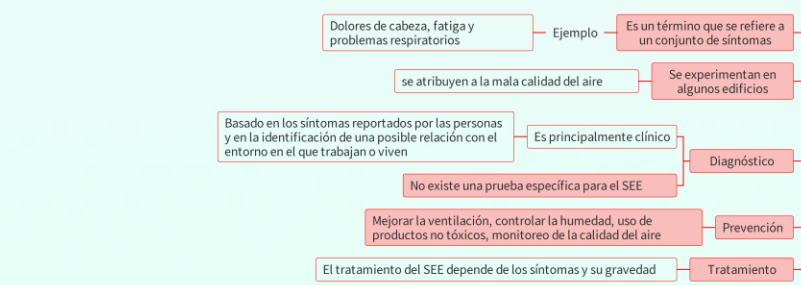 Dolores de cabeza, fatiga y
problemas respiratorios
Ejemplo
Es un término que se refiere a
un conjunto de síntomas
se atribuyen a la mala calidad del aire
Se experimentan en
algunos edificios
Basado en los síntomas reportados por las personas
y en la identificación de una posible relación con el
entorno en el que trabajan o viven
Es principalmente clínico
Diagnóstico
No existe una prueba específica para el SEE
Mejorar la ventilación, controlar la humedad, uso de
productos no tóxicos, monitoreo de la calidad del aire
Prevención
El tratamiento del SEE depende de los síntomas y su gravedad
Tratamiento